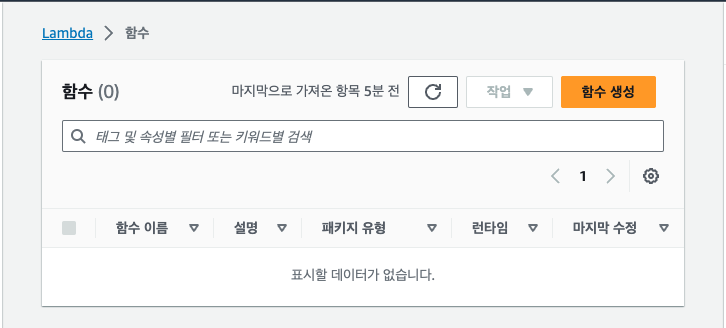 Lambda > 함수
함수 (0) 마지막으로 가져온 항목 5분 전 작업 함수 생성
태그 및 속성별 필터 또는 키워드별 검색
1
함수 이름 설명 패키지 유형 런타임 마지막 수정
표시할 데이터가 없습니다.